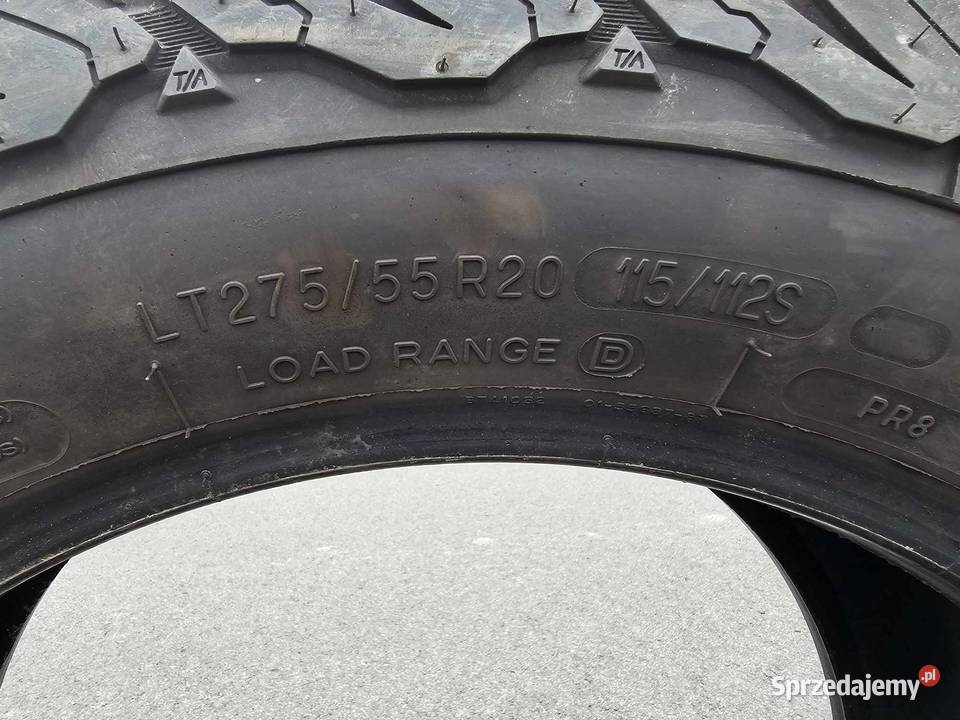 T/A T/A
LT275/55R20 115/112S
LOAD RANGE D
PR8
Sprzedajemy.pl